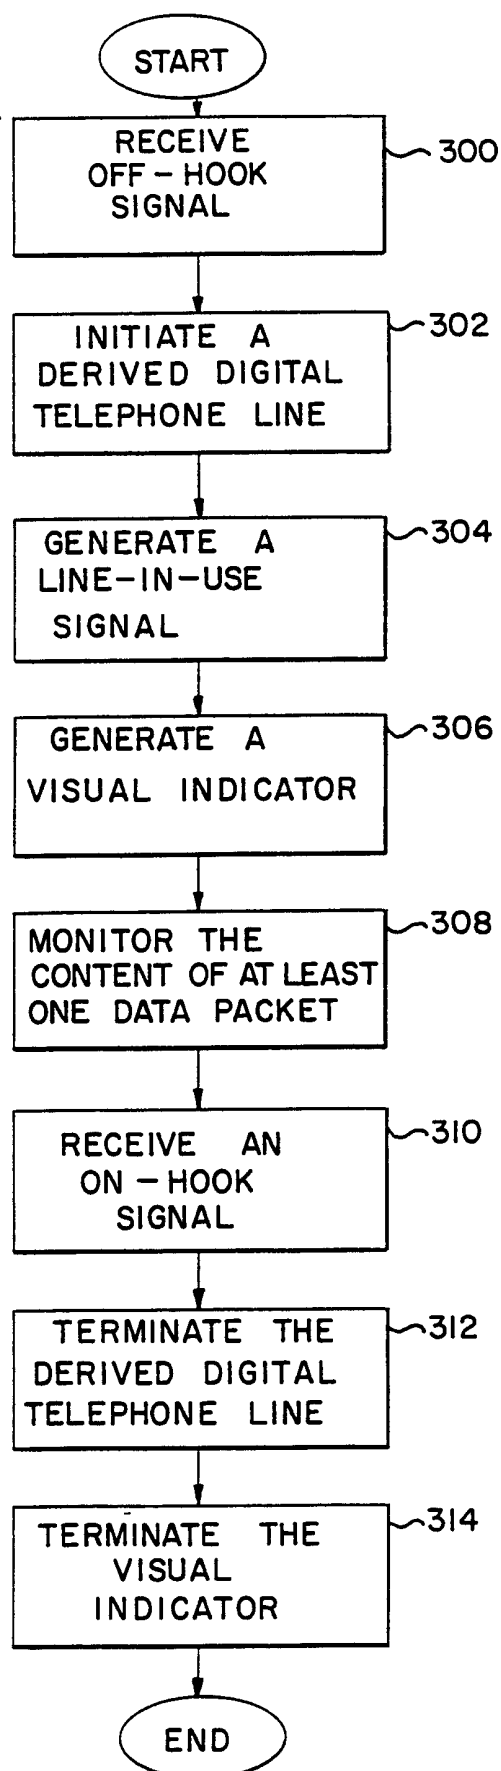 START
RECEIVE
OFF-HOOK
SIGNAL
300
INITIATE A
DERIVED DIGITAL
TELEPHONE LINE
302
GENERATE A
LINE-IN-USE
SIGNAL
304
GENERATE A
VISUAL INDICATOR
306
MONITOR THE
CONTENT OF AT LEAST
ONE DATA PACKET
308
RECEIVE AN
ON-HOOK
SIGNAL
310
TERMINATE THE
DERIVED DIGITAL
TELEPHONE LINE
312
TERMINATE THE
VISUAL
INDICATOR
314
END